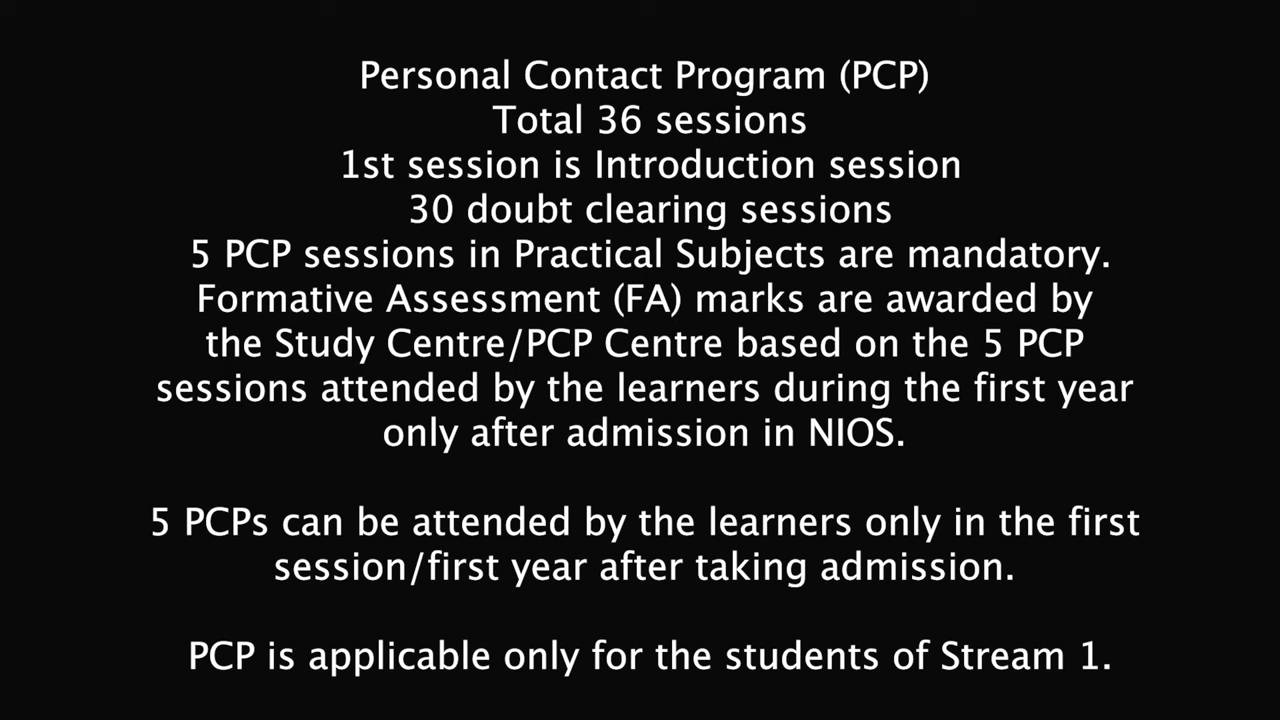 Personal Contact Program (PCP)
Total 36 sessions
1st session is Introduction session
30 doubt clearing sessions
5 PCP sessions in Practical Subjects are mandatory.
Formative Assessment (FA) marks are awarded by
the Study Centre/PCP Centre based on the 5 PCP
sessions attended by the learners during the first year
only after admission in NIOS.
5 PCPs can be attended by the learners only in the first
session/first year after taking admission.
PCP is applicable only for the students of Stream 1.